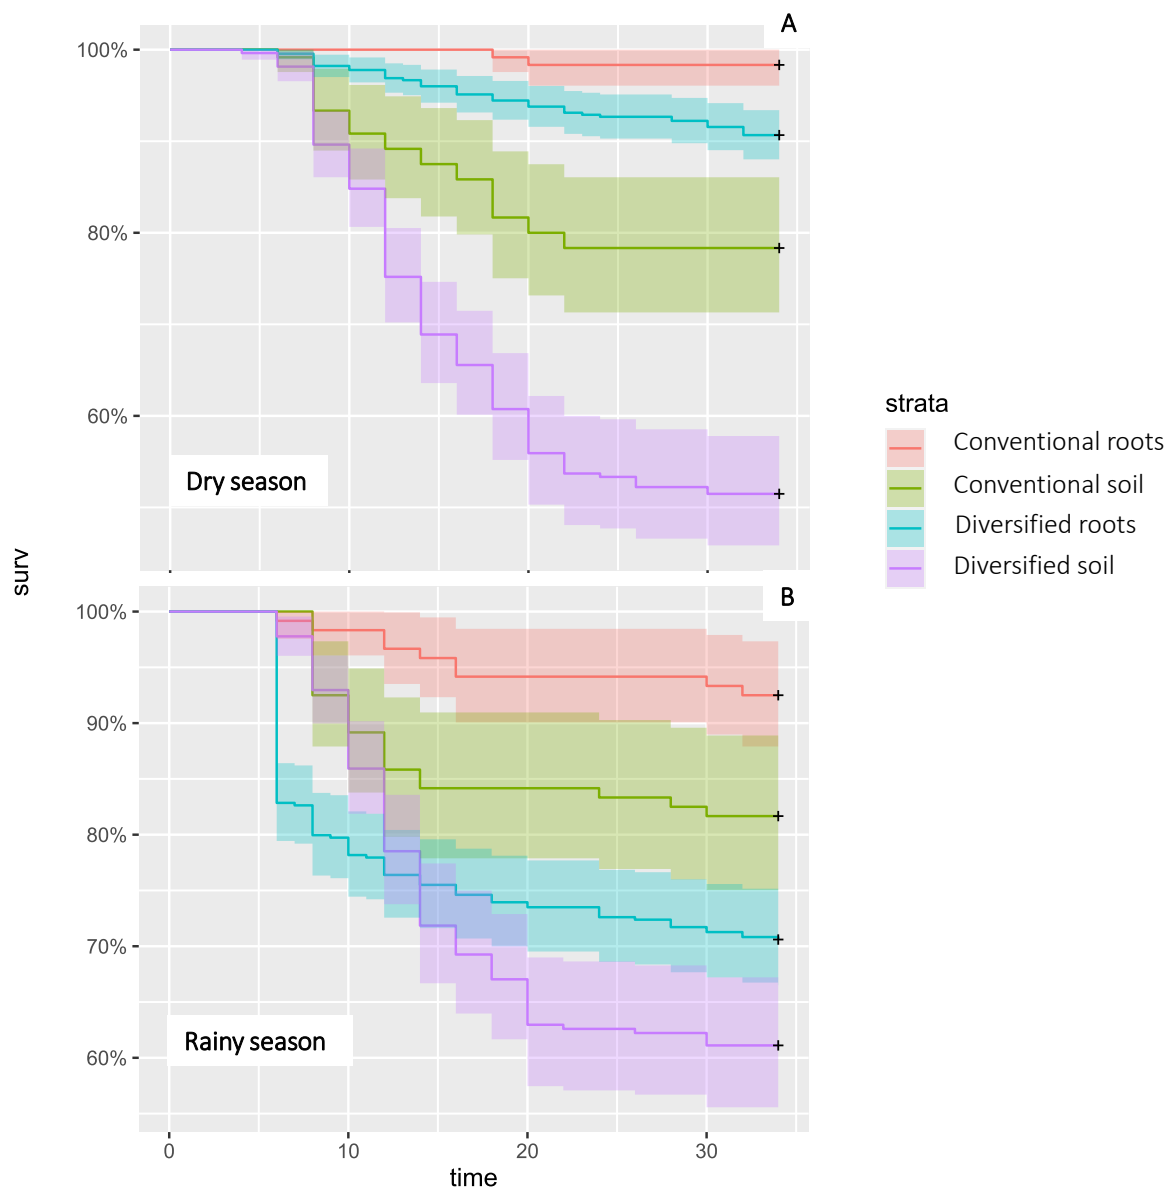 A
100%
80%
60%
Dry season
surv
B
100%
90%
80%
70%
60%
Rainy season
0 10 20 30
time
strata
Conventional roots
Conventional soil
Diversified roots
Diversified soil